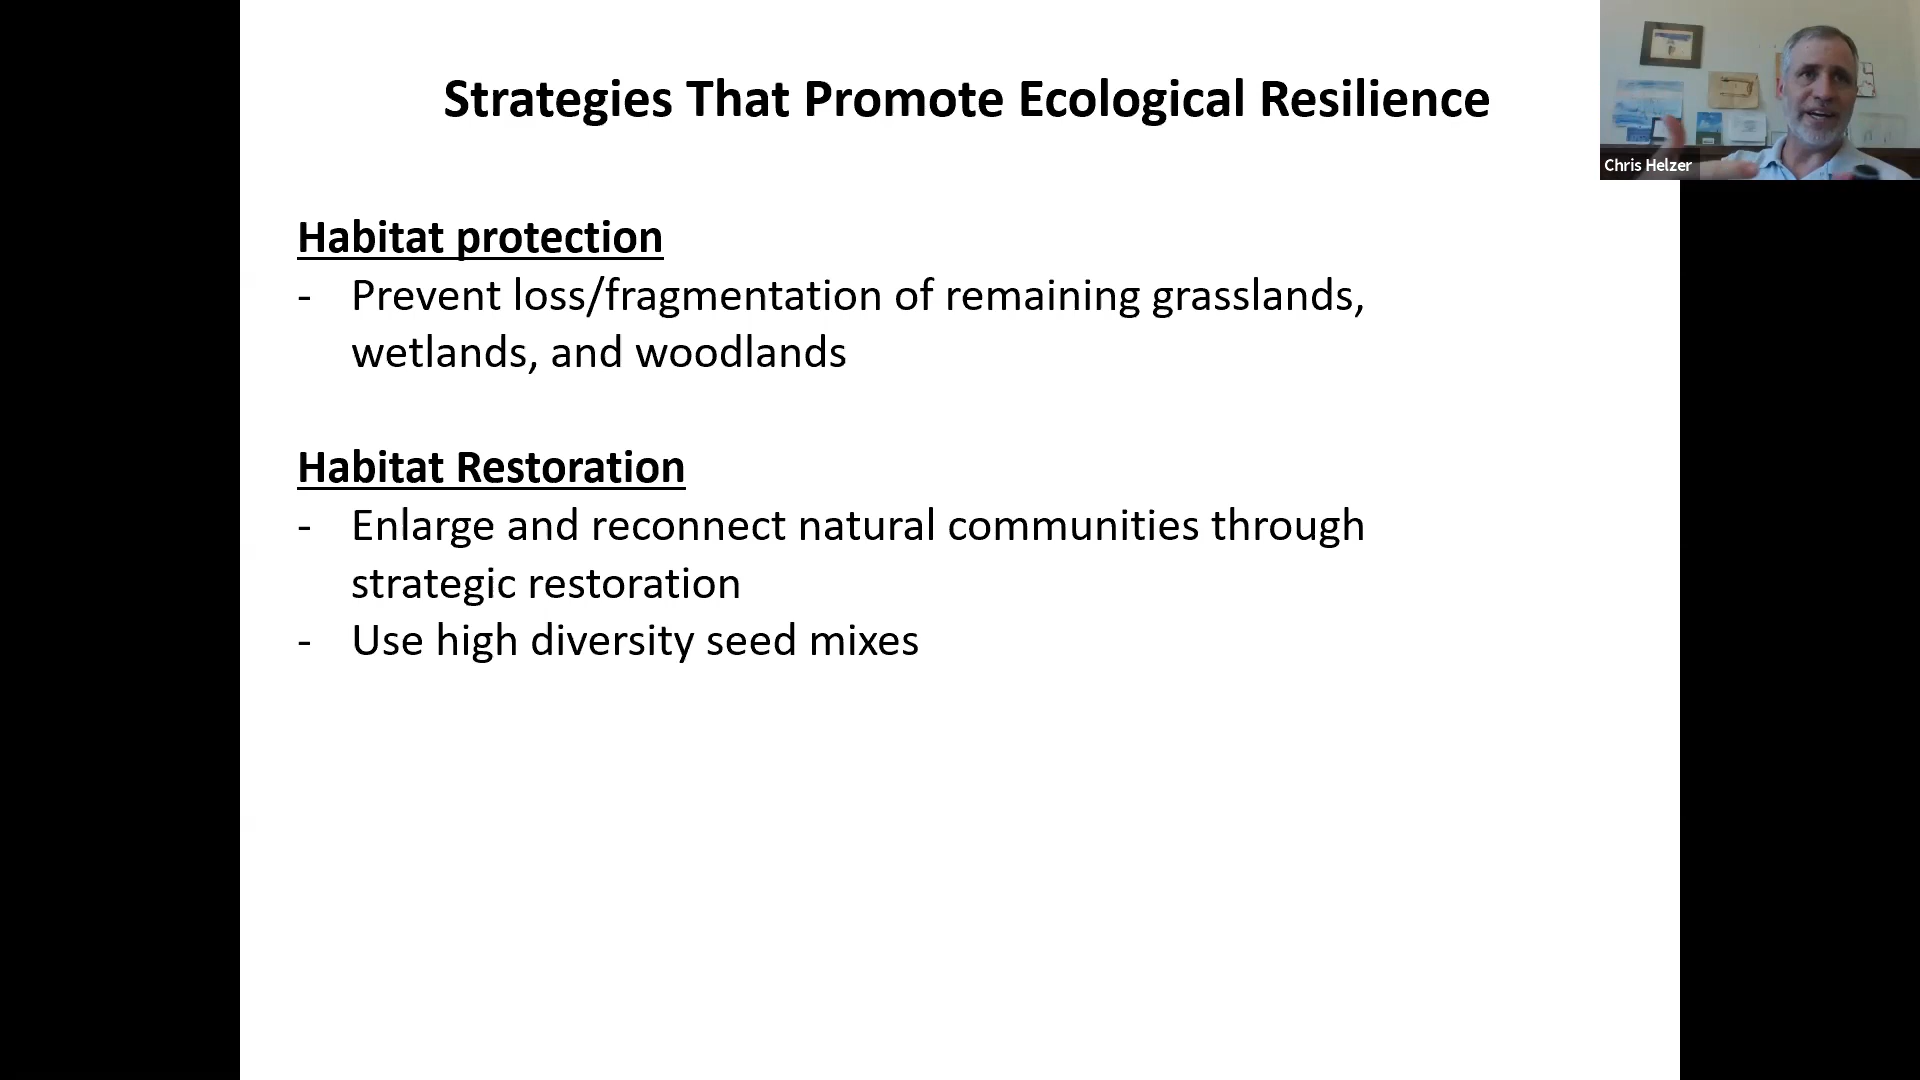 Strategies That Promote Ecological Resilience
Chris Helzer
Habitat protection
- Prevent loss/fragmentation of remaining grasslands,
wetlands, and woodlands
Habitat Restoration
- Enlarge and reconnect natural communities through
strategic restoration
- Use high diversity seed mixes